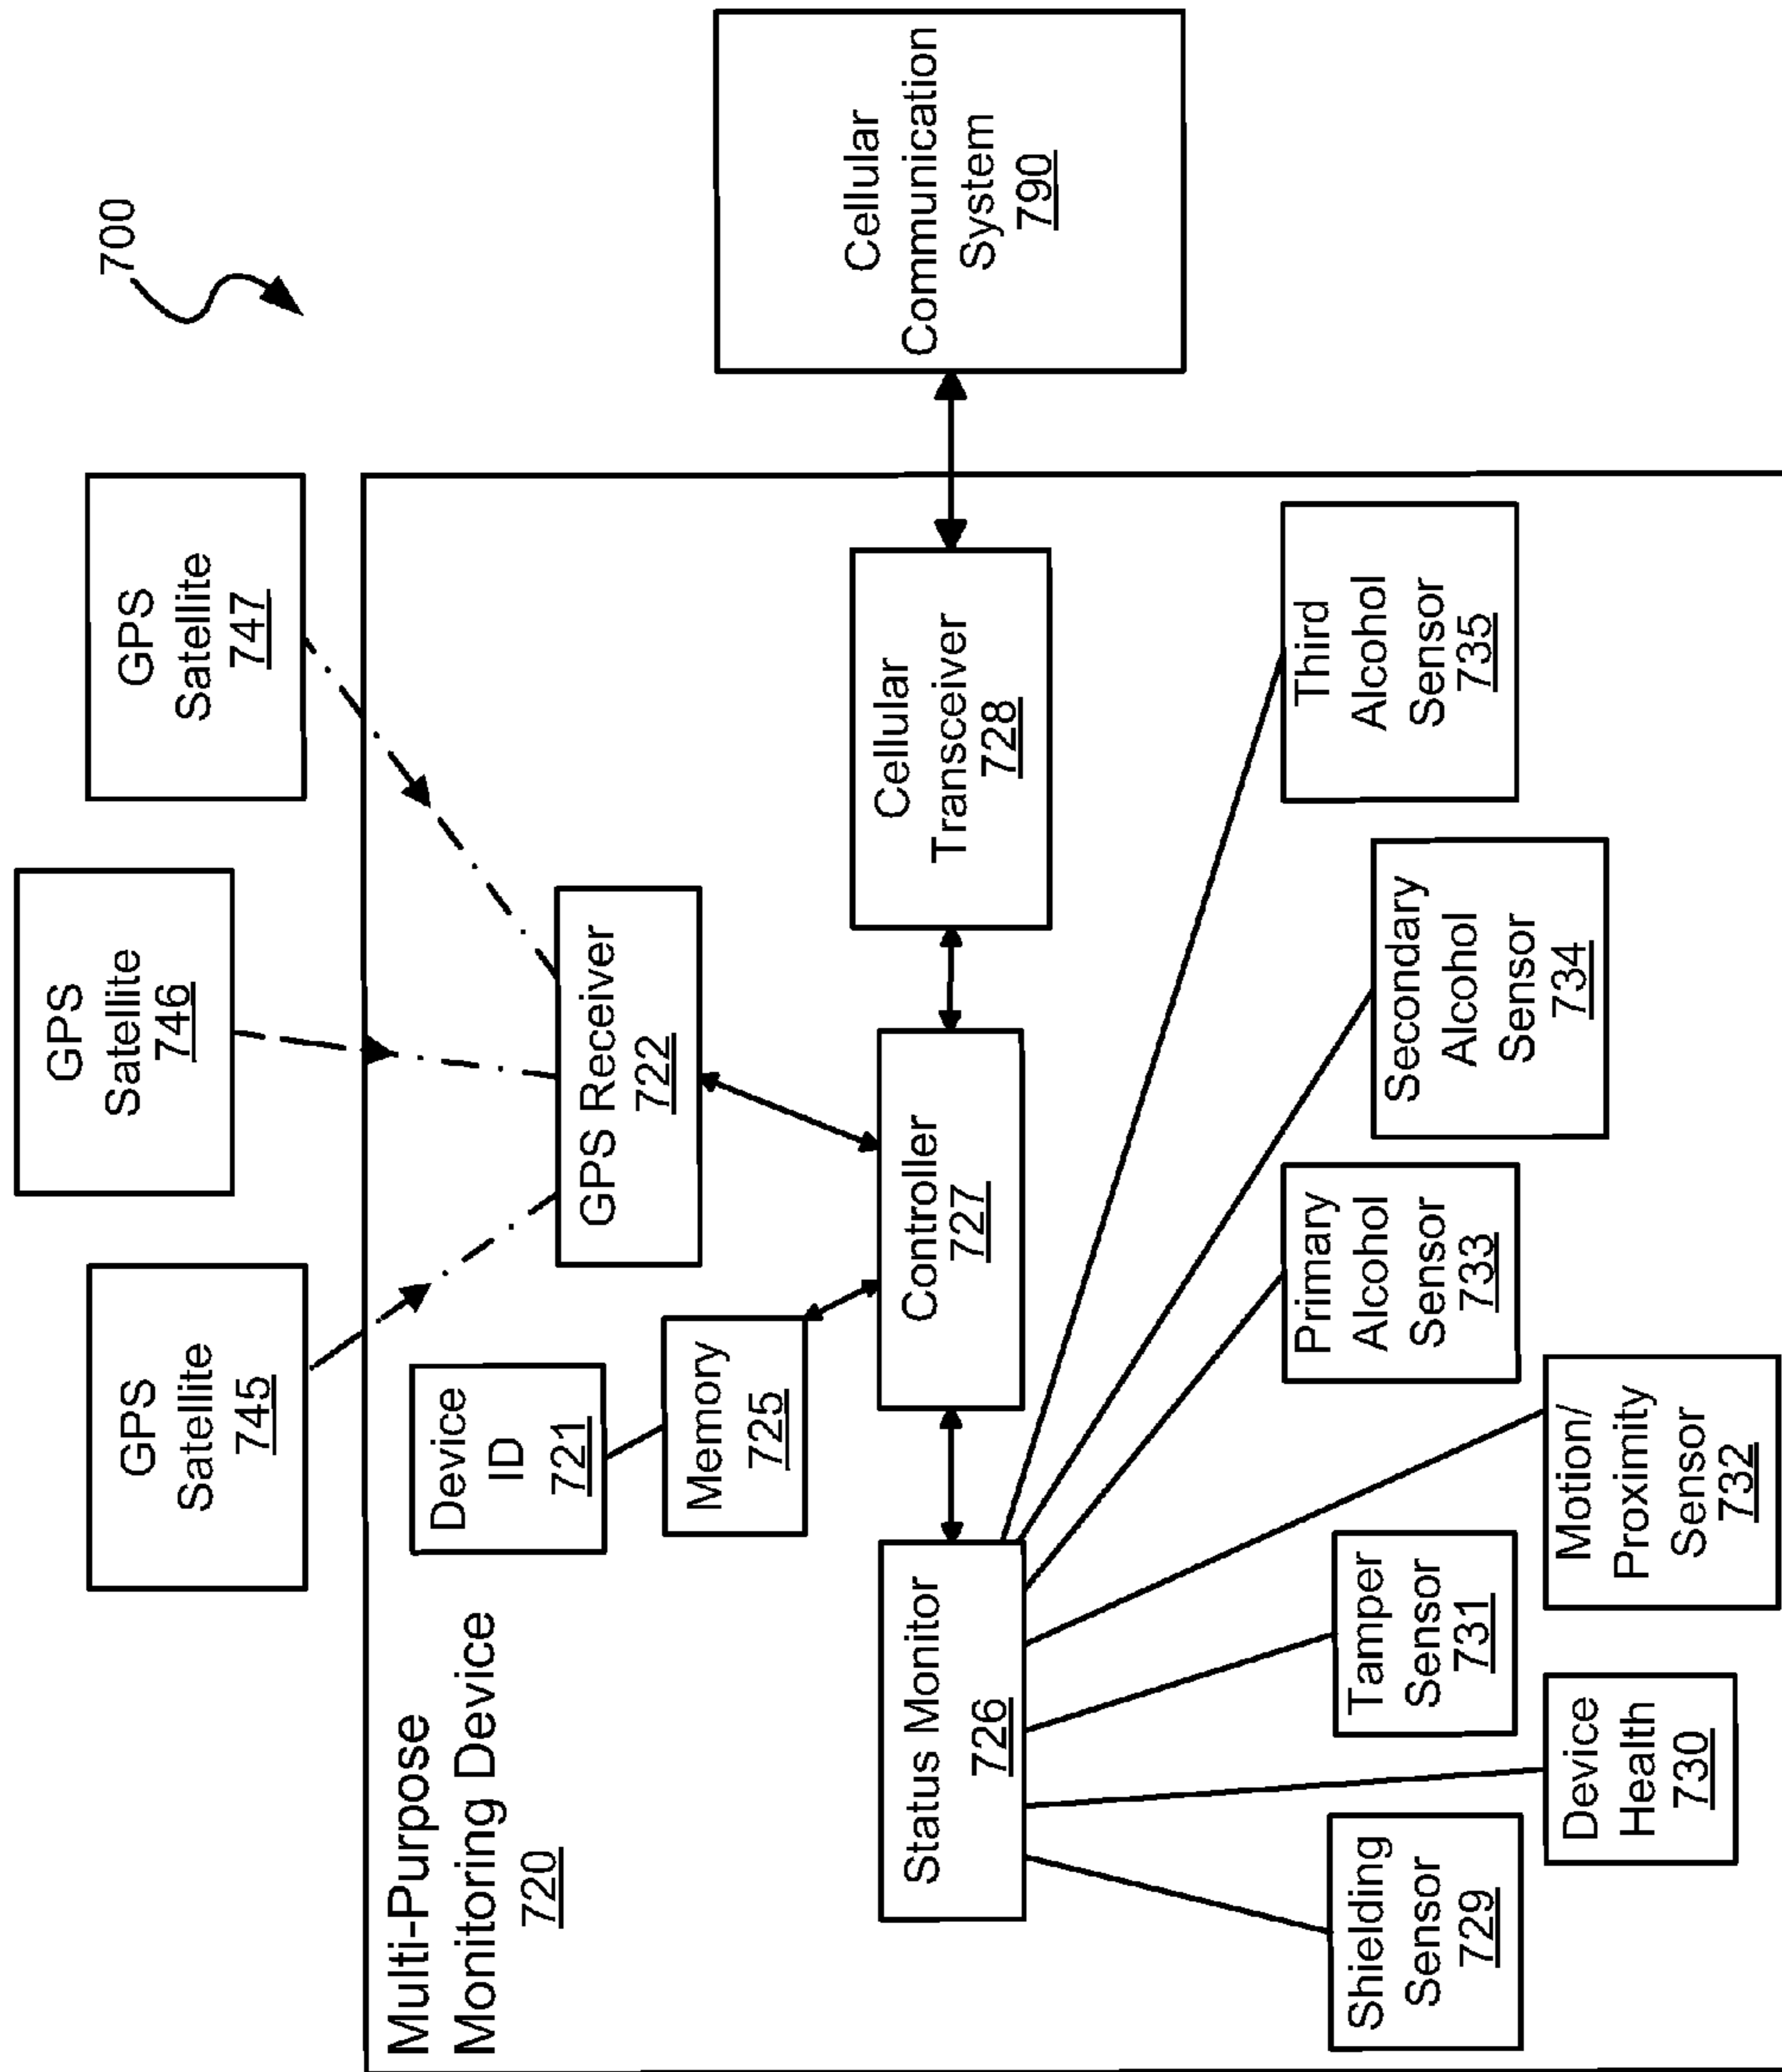 700
GPS
Satellite
745
GPS
Satellite
746
GPS
Satellite
747
Multi-Purpose
Monitoring Device
720
Device
ID
721
Memory
725
GPS Receiver
722
Status Monitor
726
Controller
727
Cellular
Transceiver
728
Cellular
Communication
System
790
Shielding
Sensor
729
Device
Health
730
Tamper
Sensor
731
Motion/
Proximity
Sensor
732
Primary
Alcohol
Sensor
733
Secondary
Alcohol
Sensor
734
Third
Alcohol
Sensor
735